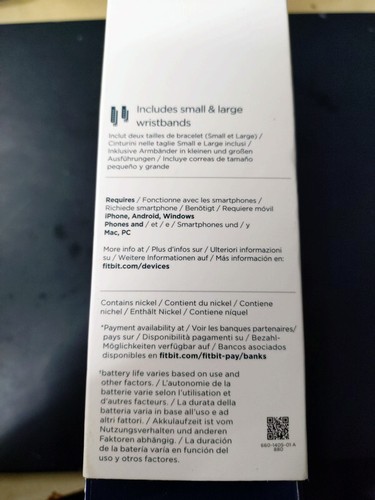 Includes small & large
wristbands
Inclut deux tailles de bracelet (Small et Large) /
Cinturini nelle taglie Small e Large inclusi /
Inklusive Armbänder in kleinen und großen
Ausführungen / Incluye correas de tamaño
pequeño y grande
Requires / Fonctionne avec les smartphones /
Richiede smartphone / Benötigt / Requiere móvil
iPhone, Android, Windows
Phones and / et / e / Smartphones und / y
Mac, PC
More info at / Plus d'infos sur / Ulteriori informazioni
su / Weitere Informationen auf / Más información en:
fitbit.com/devices
Contains nickel / Contient du nickel / Contiene
nichel / Enthält Nickel / Contiene níquel
*Payment availability at / Voir les banques partenaires/
pays sur / Disponibilità pagamenti su / Bezahl-
Möglichkeiten verfügbar auf / Bancos asociados
disponibles en fitbit.com/fitbit-pay/banks
†battery life varies based on use and
other factors. / L'autonomie de la
batterie varie selon l'utilisation et
d'autres facteurs. / La durata della
batteria varia in base all'uso e ad
altri fattori. / Akkulaufzeit ist vom
Nutzungsverhalten und anderen
Faktoren abhängig. / La duración
de la batería varía en función del
uso y otros factores.
660-1409-01 A
660